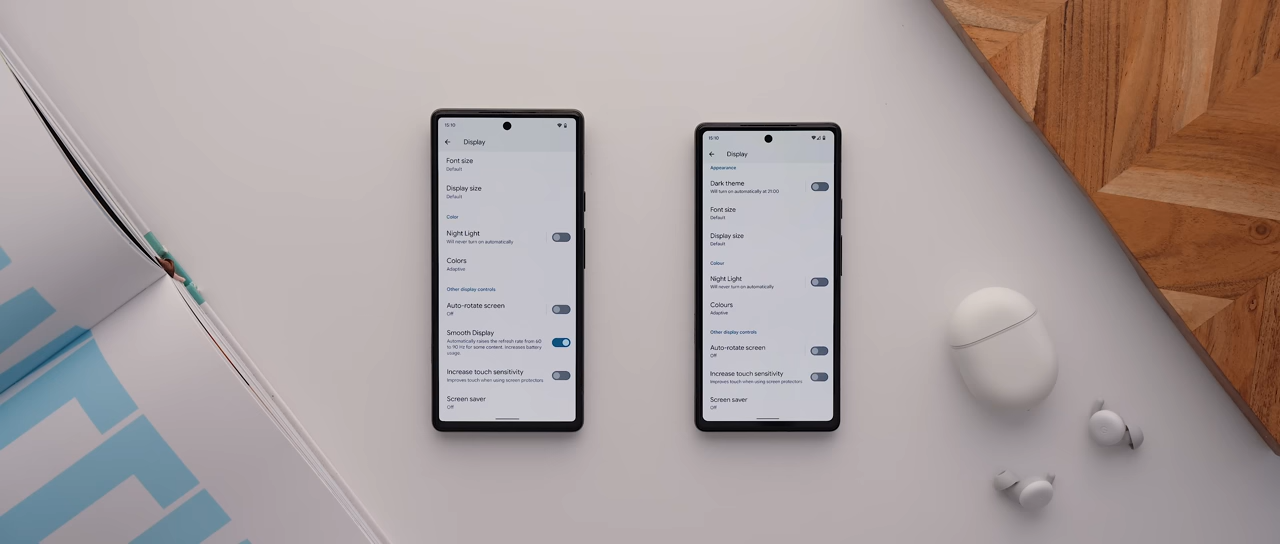 15:10
Display
Font size
Default
Display size
Default
Color
Night Light
Will never turn on automatically
Colors
Adaptive
Other display controls
Auto-rotate screen
Off
Smooth Display
Automatically raises the refresh rate from 60
to 90 Hz for some content. Increases battery
usage.
Increase touch sensitivity
Improves touch when using screen protectors
Screen saver
Off
15:10
Display
Appearance
Dark theme
Will turn on automatically at 21:00
Font size
Default
Display size
Default
Colour
Night Light
Will never turn on automatically
Colours
Adaptive
Other display controls
Auto-rotate screen
Off
Increase touch sensitivity
Improves touch when using screen protectors
Screen saver
Off